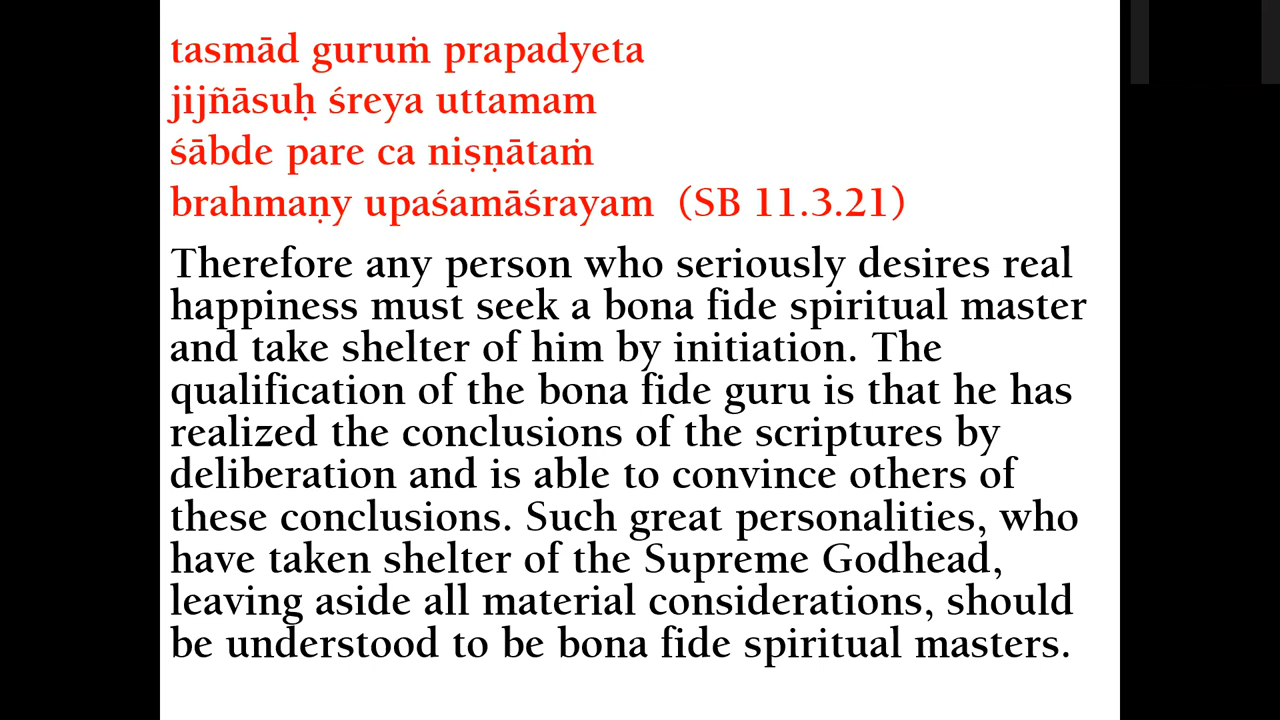 tasmād guruṁ prapadyeta
jijñāsuḥ śreya uttamam
śābde pare ca niṣṇātaṁ
brahmaṇy upaśamāśrayam (SB 11.3.21)
Therefore any person who seriously desires real
happiness must seek a bona fide spiritual master
and take shelter of him by initiation. The
qualification of the bona fide guru is that he has
realized the conclusions of the scriptures by
deliberation and is able to convince others of
these conclusions. Such great personalities, who
have taken shelter of the Supreme Godhead,
leaving aside all material considerations, should
be understood to be bona fide spiritual masters.